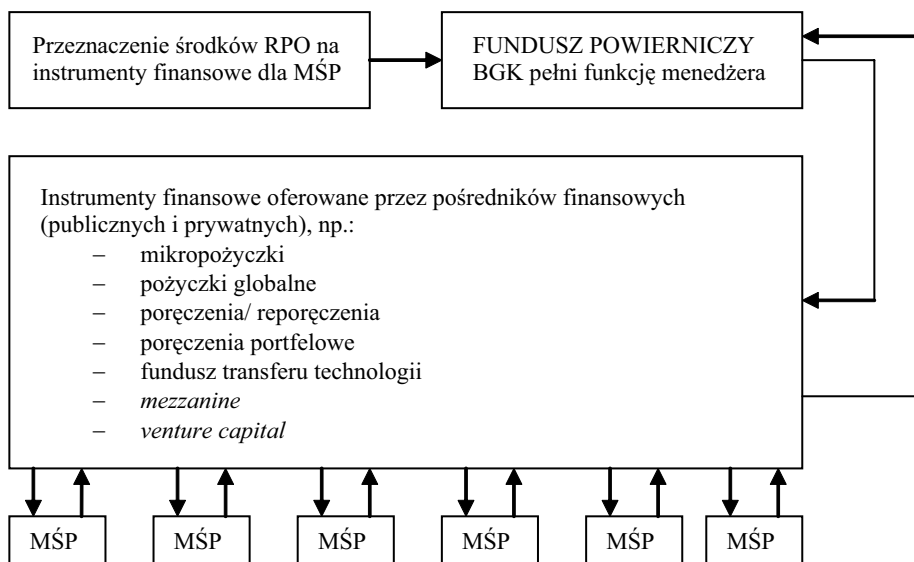 Przeznaczenie środków RPO na
instrumenty finansowe dla MŚP
FUNDUSZ POWIERNICZY
BGK pełni funkcję menedżera
Instrumenty finansowe oferowane przez pośredników finansowych
(publicznych i prywatnych), np.:
– mikropożyczki
– pożyczki globalne
– poręczenia/ reporęczenia
– poręczenia portfelowe
– fundusz transferu technologii
– mezzanine
– venture capital
MŚP
MŚP
MŚP
MŚP
MŚP
MŚP